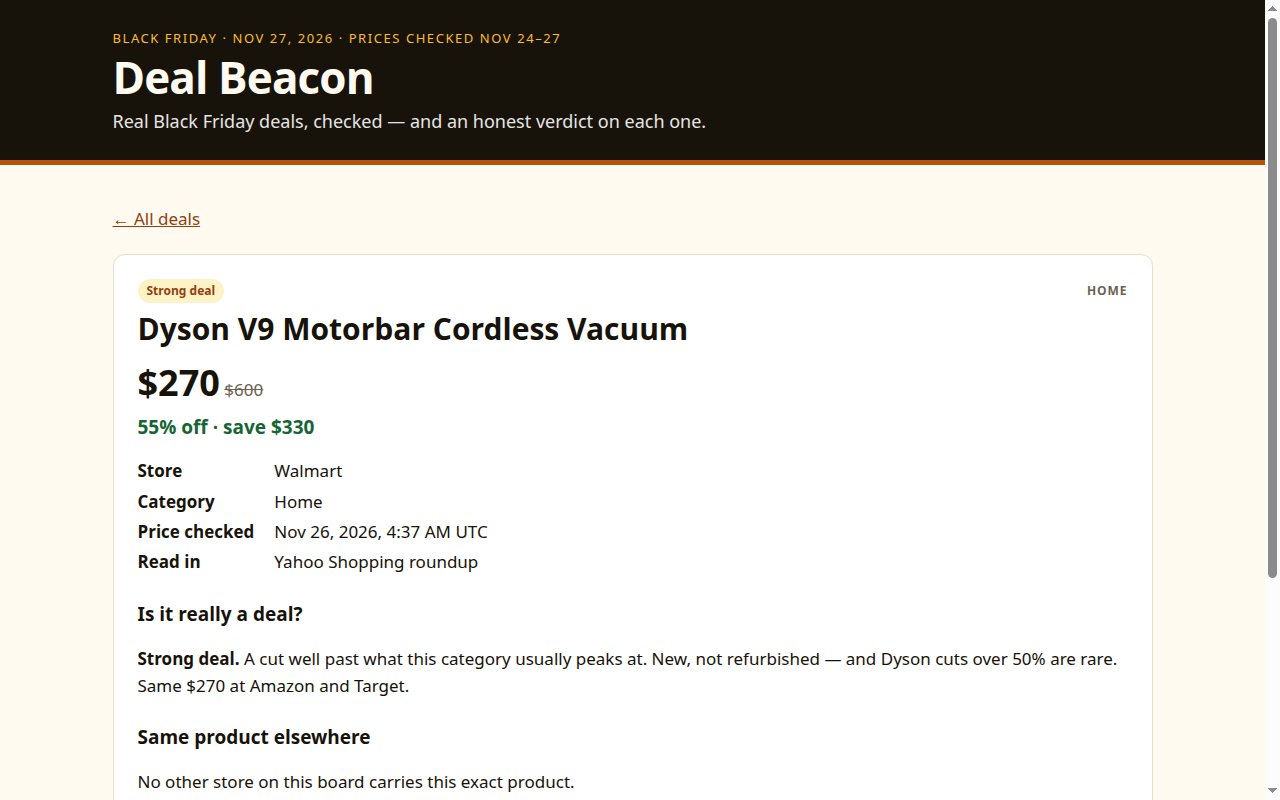 BLACK FRIDAY · NOV 27, 2026 · PRICES CHECKED NOV 24–27
Deal Beacon
Real Black Friday deals, checked — and an honest verdict on each one.
← All deals
Strong deal
HOME
Dyson V9 Motorbar Cordless Vacuum
$270 $600
55% off · save $330
Store Walmart
Category Home
Price checked Nov 26, 2026, 4:37 AM UTC
Read in Yahoo Shopping roundup
Is it really a deal?
Strong deal. A cut well past what this category usually peaks at. New, not refurbished — and Dyson cuts over 50% are rare.
Same $270 at Amazon and Target.
Same product elsewhere
No other store on this board carries this exact product.